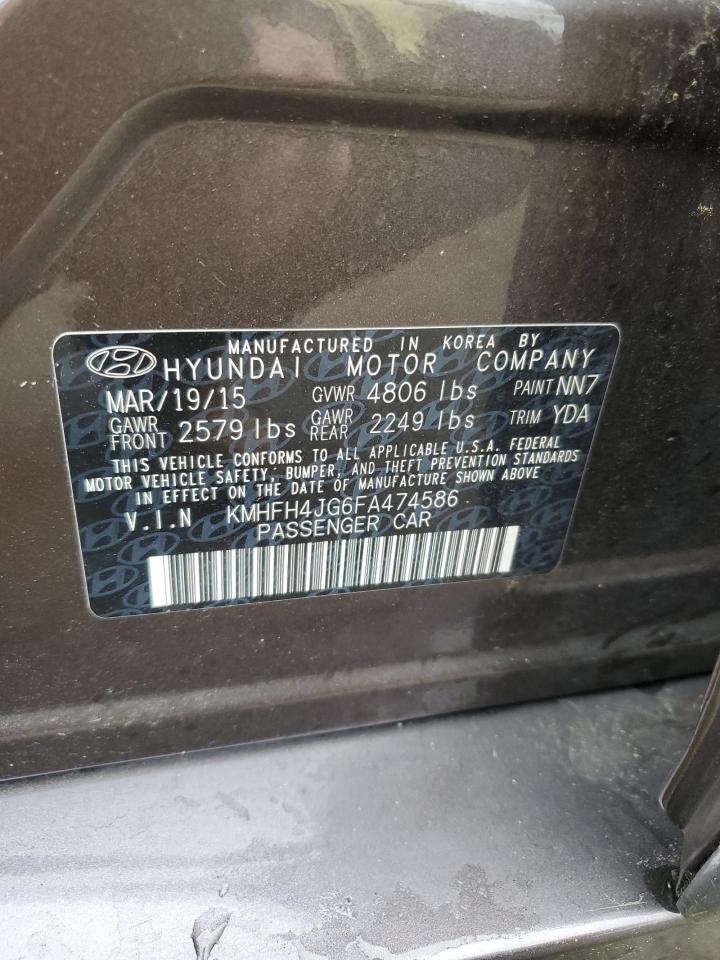 MANUFACTURED IN KOREA BY
HYUNDAI MOTOR COMPANY
MAR/19/15 GVWR 4806 lbs PAINT NN7
GAWR FRONT 2579 lbs GAWR REAR 2249 lbs TRIM YDA
THIS VEHICLE CONFORMS TO ALL APPLICABLE U.S.A. FEDERAL
MOTOR VEHICLE SAFETY, BUMPER, AND THEFT PREVENTION STANDARDS
IN EFFECT ON THE DATE OF MANUFACTURE SHOWN ABOVE
V.I.N KMHFH4JG6FA474586
PASSENGER CAR